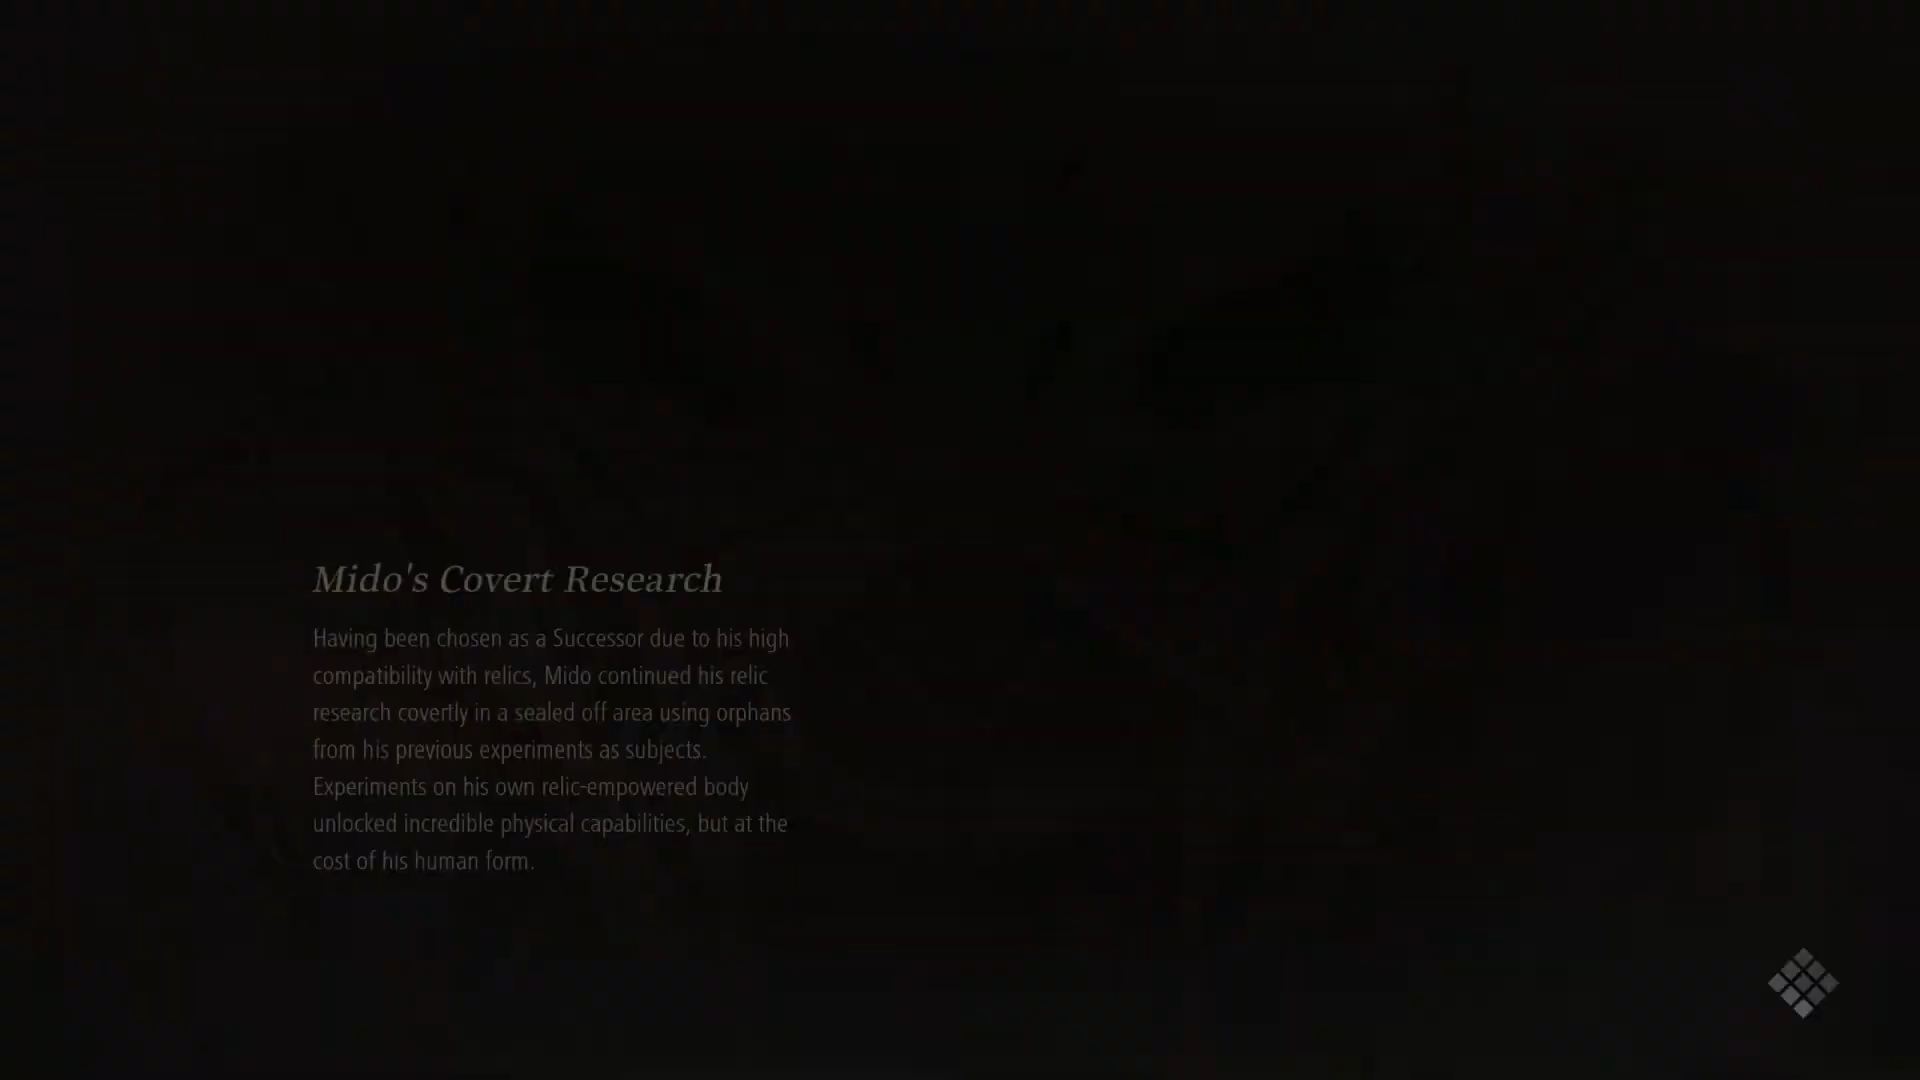 Mido's Covert Research
Having been chosen as a Successor due to his high
compatibility with relics, Mido continued his relic
research covertly in a sealed off area using orphans
from his previous experiments as subjects.
Experiments on his own relic-empowered body
unlocked incredible physical capabilities, but at the
cost of his human form.